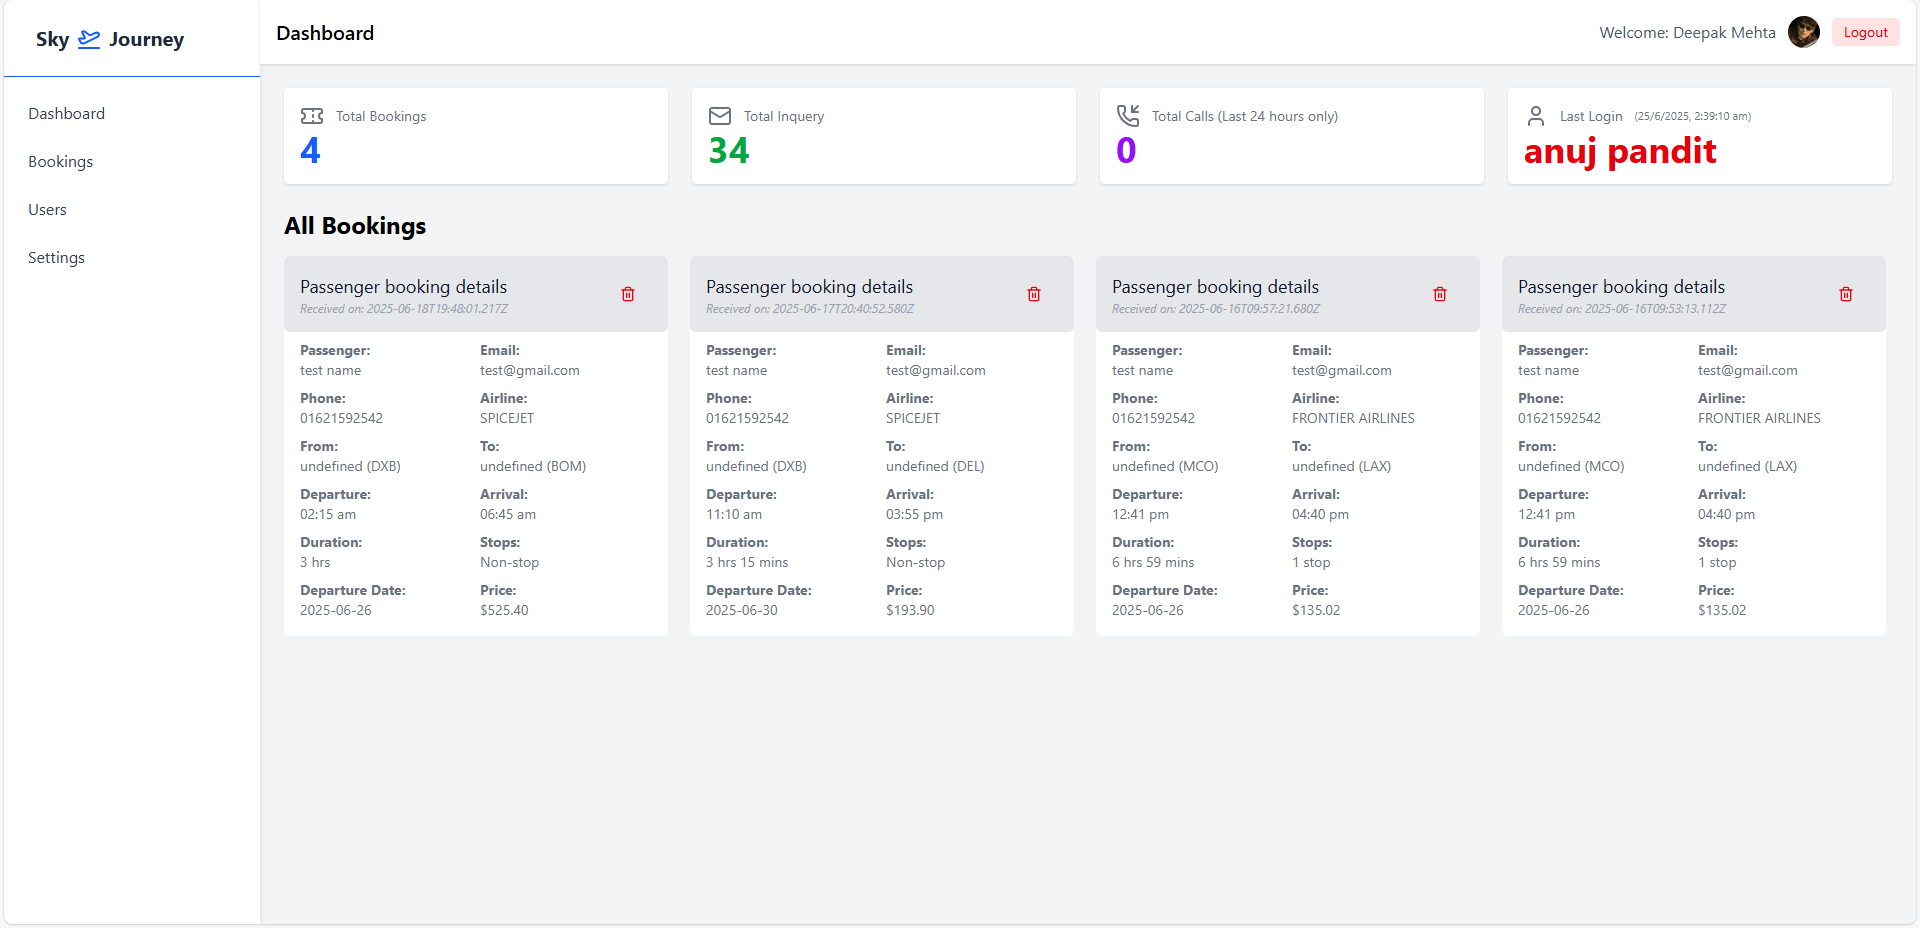 Sky Journey
Dashboard
Welcome: Deepak Mehta
Logout
Dashboard
Bookings
Users
Settings
Total Bookings
4
Total Inquery
34
Total Calls (Last 24 hours only)
0
Last Login (25/6/2025, 2:39:10 am)
anuj pandit
All Bookings
Passenger booking details
Received on: 2025-06-18T19:48:01.217Z
Passenger: Email:
test name test@gmail.com
Phone: Airline:
01621592542 SPICEJET
From: To:
undefined (DXB) undefined (BOM)
Departure: Arrival:
02:15 am 06:45 am
Duration: Stops:
3 hrs Non-stop
Departure Date: Price:
2025-06-26 $525.40
Passenger booking details
Received on: 2025-06-17T20:40:52.580Z
Passenger: Email:
test name test@gmail.com
Phone: Airline:
01621592542 SPICEJET
From: To:
undefined (DXB) undefined (DEL)
Departure: Arrival:
11:10 am 03:55 pm
Duration: Stops:
3 hrs 15 mins Non-stop
Departure Date: Price:
2025-06-30 $193.90
Passenger booking details
Received on: 2025-06-16T09:57:21.680Z
Passenger: Email:
test name test@gmail.com
Phone: Airline:
01621592542 FRONTIER AIRLINES
From: To:
undefined (MCO) undefined (LAX)
Departure: Arrival:
12:41 pm 04:40 pm
Duration: Stops:
6 hrs 59 mins 1 stop
Departure Date: Price:
2025-06-26 $135.02
Passenger booking details
Received on: 2025-06-16T09:53:13.112Z
Passenger: Email:
test name test@gmail.com
Phone: Airline:
01621592542 FRONTIER AIRLINES
From: To:
undefined (MCO) undefined (LAX)
Departure: Arrival:
12:41 pm 04:40 pm
Duration: Stops:
6 hrs 59 mins 1 stop
Departure Date: Price:
2025-06-26 $135.02